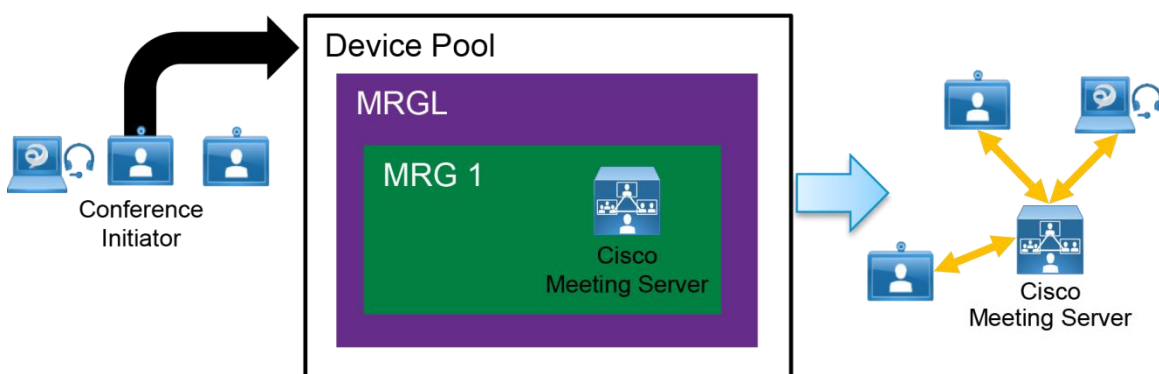 Device Pool
MRGL
MRG 1
Cisco
Meeting Server
Conference
Initiator
Cisco
Meeting Server